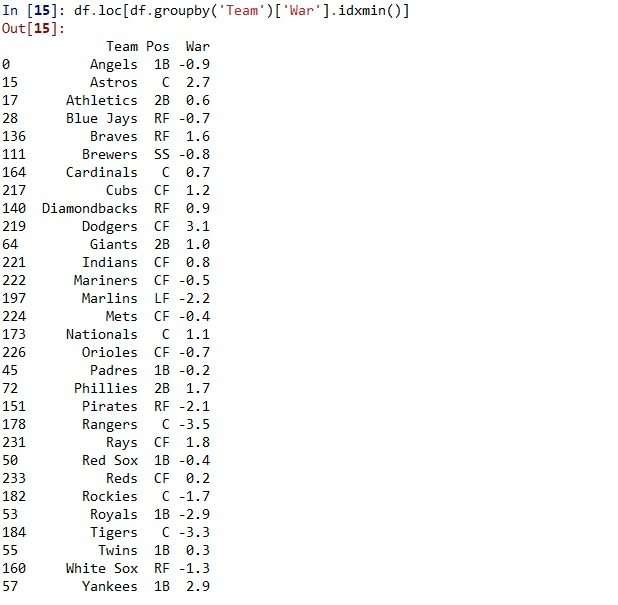 In [15]: df.loc[df.groupby('Team')['War'].idxmin()]
Out[15]:
Team Pos War
0 Angels 1B -0.9
15 Astros C 2.7
17 Athletics 2B 0.6
28 Blue Jays RF -0.7
136 Braves RF 1.6
111 Brewers SS -0.8
164 Cardinals C 0.7
217 Cubs CF 1.2
140 Diamondbacks RF 0.9
219 Dodgers CF 3.1
64 Giants 2B 1.0
221 Indians CF 0.8
222 Mariners CF -0.5
197 Marlins LF -2.2
224 Mets CF -0.4
173 Nationals C 1.1
226 Orioles CF -0.7
45 Padres 1B -0.2
72 Phillies 2B 1.7
151 Pirates RF -2.1
178 Rangers C -3.5
231 Rays CF 1.8
50 Red Sox 1B -0.4
233 Reds CF 0.2
182 Rockies C -1.7
53 Royals 1B -2.9
184 Tigers C -3.3
55 Twins 1B 0.3
160 White Sox RF -1.3
57 Yankees 1B 2.9